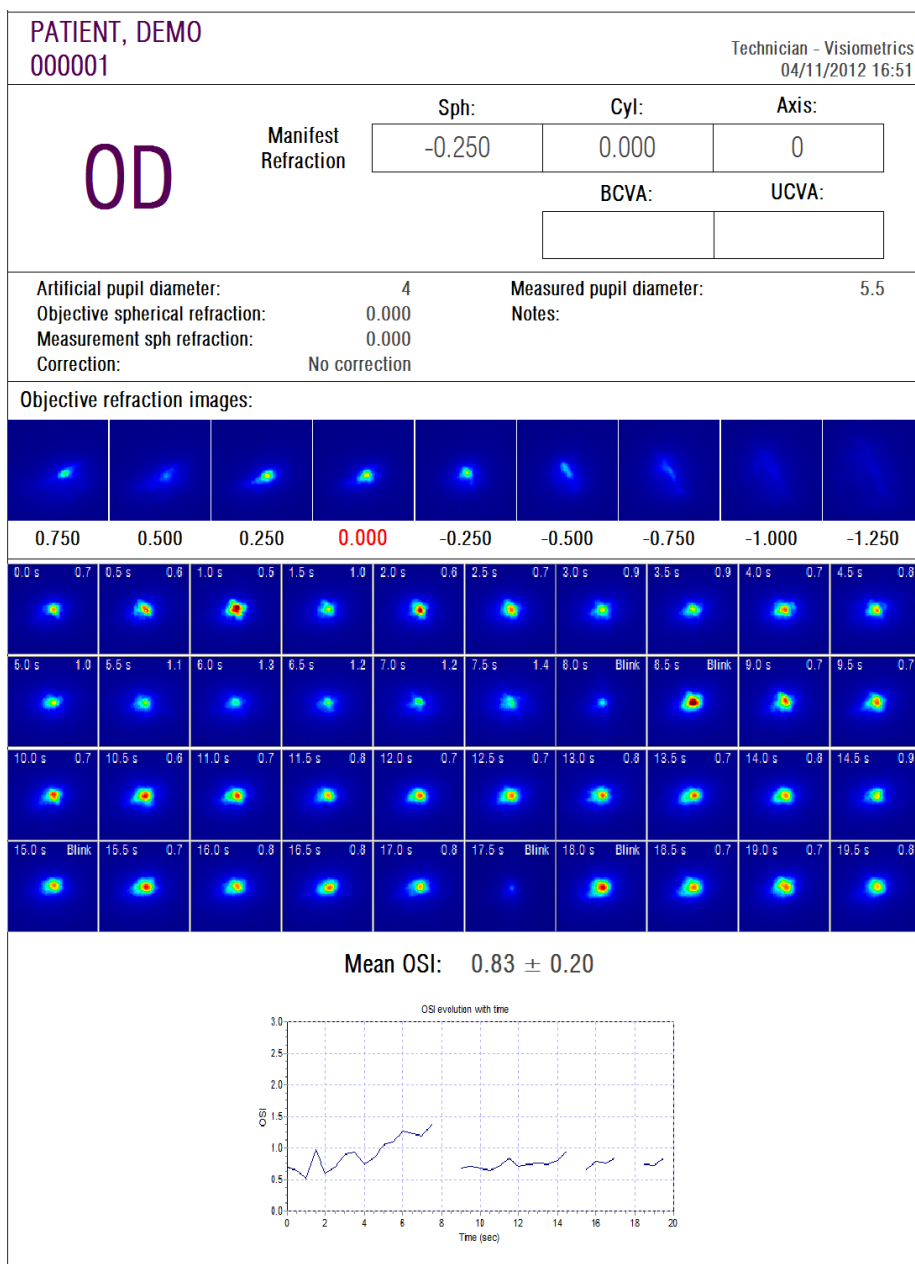 PATIENT, DEMO
000001
Technician - Visiometrics
04/11/2012 16:51
OD
Manifest Refraction
Sph: Cyl: Axis:
-0.250 0.000 0
BCVA: UCVA:
Artificial pupil diameter: 4 Measured pupil diameter: 5.5
Objective spherical refraction: 0.000 Notes:
Measurement sph refraction: 0.000
Correction: No correction
Objective refraction images:
0.750 0.500 0.250 0.000 -0.250 -0.500 -0.750 -1.000 -1.250
0.0 s 0.7 0.5 s 0.6 1.0 s 0.5 1.5 s 1.0 2.0 s 0.6 2.5 s 0.7 3.0 s 0.9 3.5 s 0.9 4.0 s 0.7 4.5 s 0.8
5.0 s 1.0 5.5 s 1.1 6.0 s 1.3 6.5 s 1.2 7.0 s 1.2 7.5 s 1.4 8.0 s Blink 8.5 s Blink 9.0 s 0.7 9.5 s 0.7
10.0 s 0.7 10.5 s 0.6 11.0 s 0.7 11.5 s 0.8 12.0 s 0.7 12.5 s 0.7 13.0 s 0.8 13.5 s 0.7 14.0 s 0.8 14.5 s 0.9
15.0 s Blink 15.5 s 0.7 16.0 s 0.8 16.5 s 0.8 17.0 s 0.8 17.5 s Blink 18.0 s Blink 18.5 s 0.7 19.0 s 0.7 19.5 s 0.8
Mean OSI: 0.83 ± 0.20
OSI evolution with time
3.0
2.5
2.0
1.5
1.0
0.5
0.0
OSI
0 2 4 6 8 10 12 14 16 18 20
Time (sec)